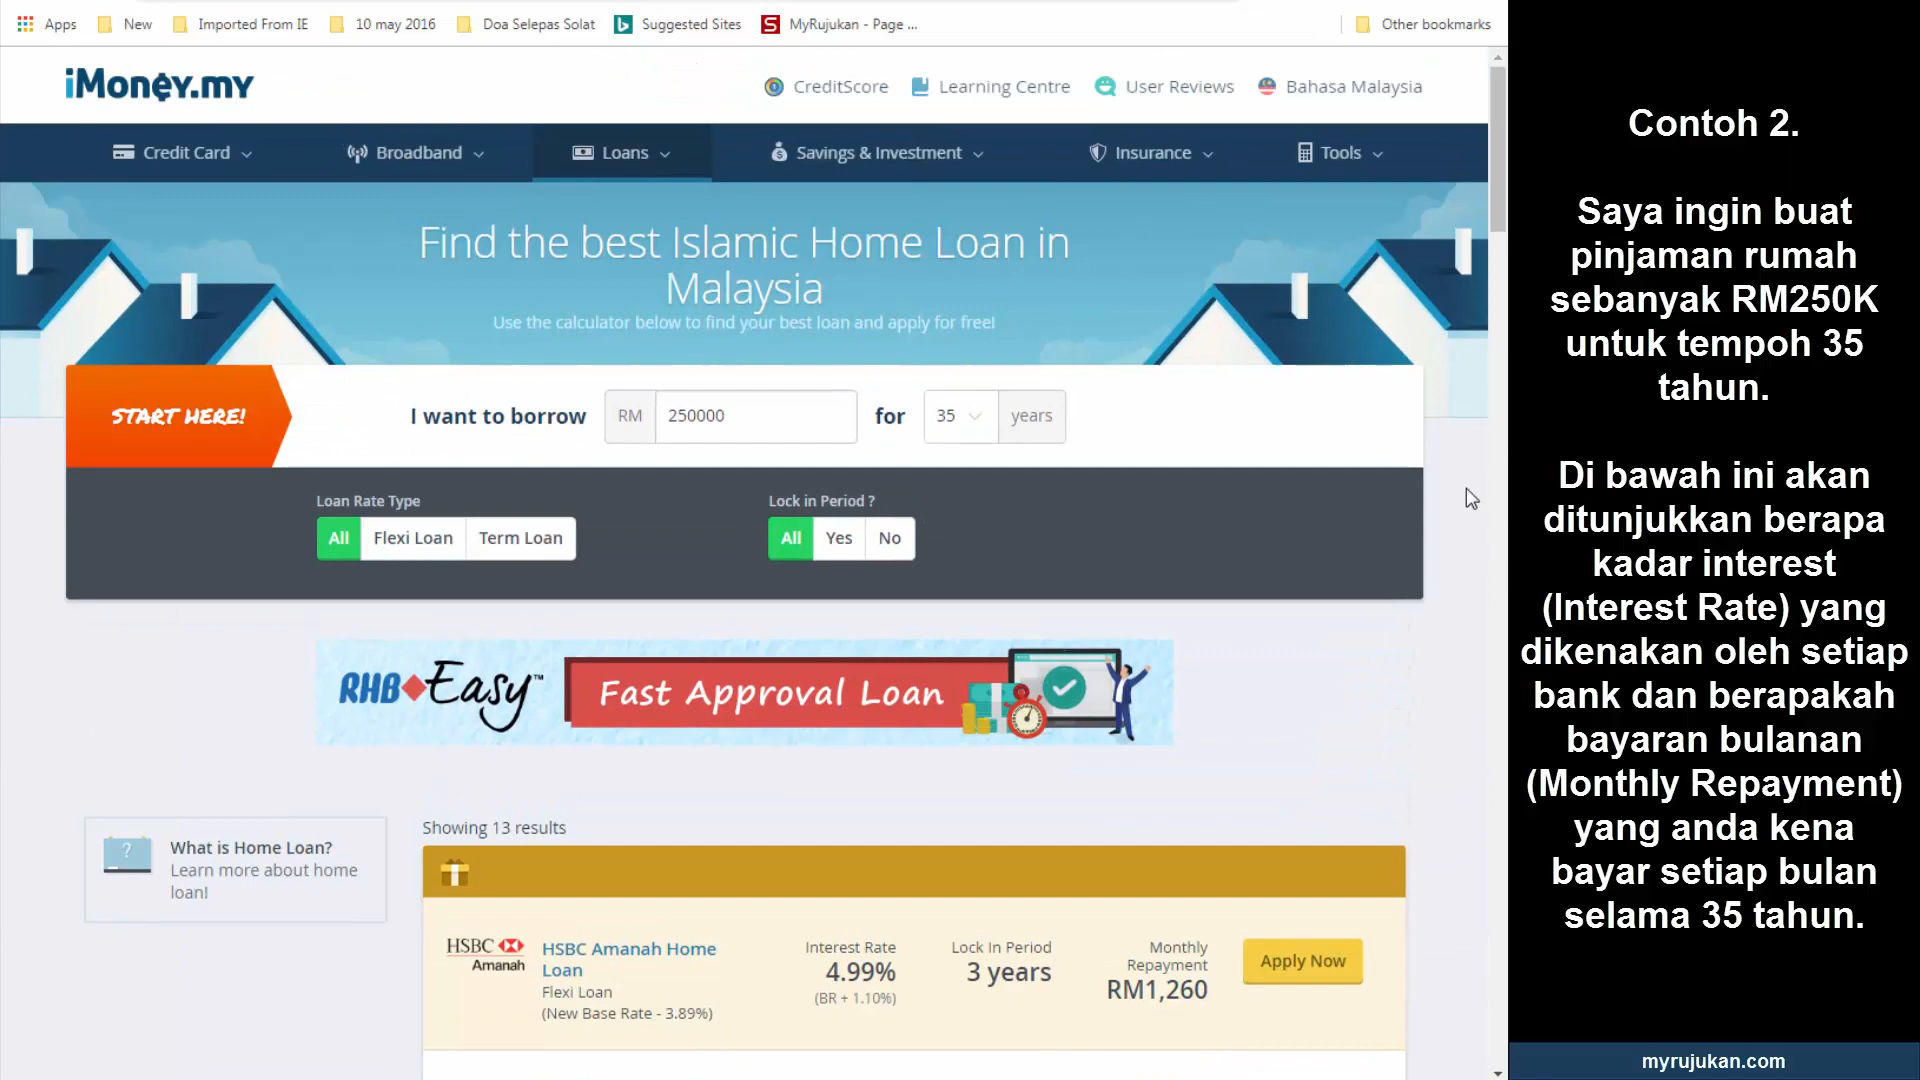 Apps
New
Imported From IE
10 may 2016
Doa Selepas Solat
Suggested Sites
MyRujukan - Page ...
Other bookmarks
iMoney.my
CreditScore
Learning Centre
User Reviews
Bahasa Malaysia
Credit Card
Broadband
Loans
Savings & Investment
Insurance
Tools
Find the best Islamic Home Loan in
Malaysia
Use the calculator below to find your best loan and apply for free!
START HERE!
I want to borrow
RM
250000
for
35
years
Loan Rate Type
All
Flexi Loan
Term Loan
Lock in Period ?
All
Yes
No
RHB Easy™
Fast Approval Loan
?
What is Home Loan?
Learn more about home
loan!
Showing 13 results
HSBC
Amanah
HSBC Amanah Home
Loan
Flexi Loan
(New Base Rate - 3.89%)
Interest Rate
4.99%
(BR + 1.10%)
Lock In Period
3 years
Monthly
Repayment
RM1,260
Apply Now
Contoh 2.
Saya ingin buat
pinjaman rumah
sebanyak RM250K
untuk tempoh 35
tahun.
Di bawah ini akan
ditunjukkan berapa
kadar interest
(Interest Rate) yang
dikenakan oleh setiap
bank dan berapakah
bayaran bulanan
(Monthly Repayment)
yang anda kena
bayar setiap bulan
selama 35 tahun.
myrujukan.com